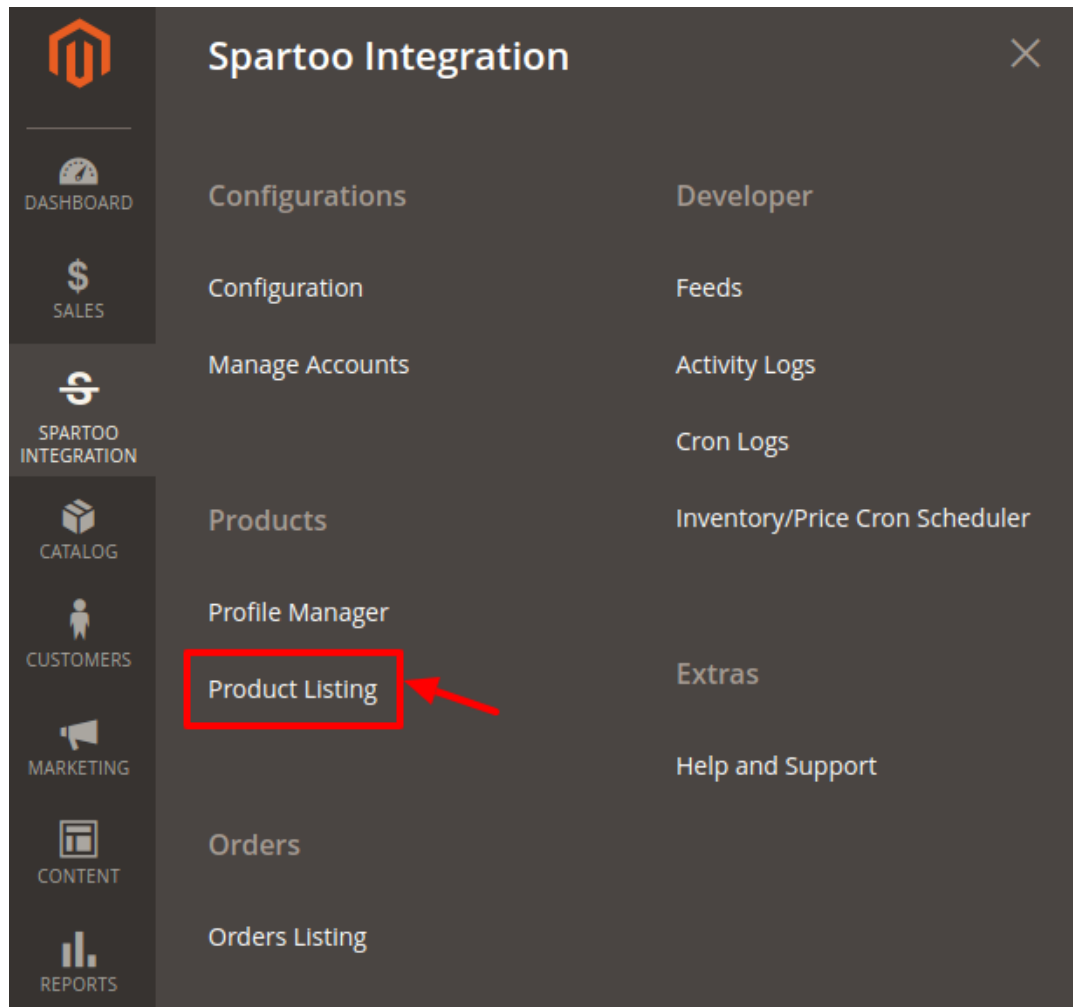 DASHBOARD
SALES
SPARTOO
INTEGRATION
CATALOG
CUSTOMERS
MARKETING
CONTENT
REPORTS
Spartoo Integration
Configurations
Configuration
Manage Accounts
Products
Profile Manager
Product Listing
Orders
Orders Listing
Developer
Feeds
Activity Logs
Cron Logs
Inventory/Price Cron Scheduler
Extras
Help and Support